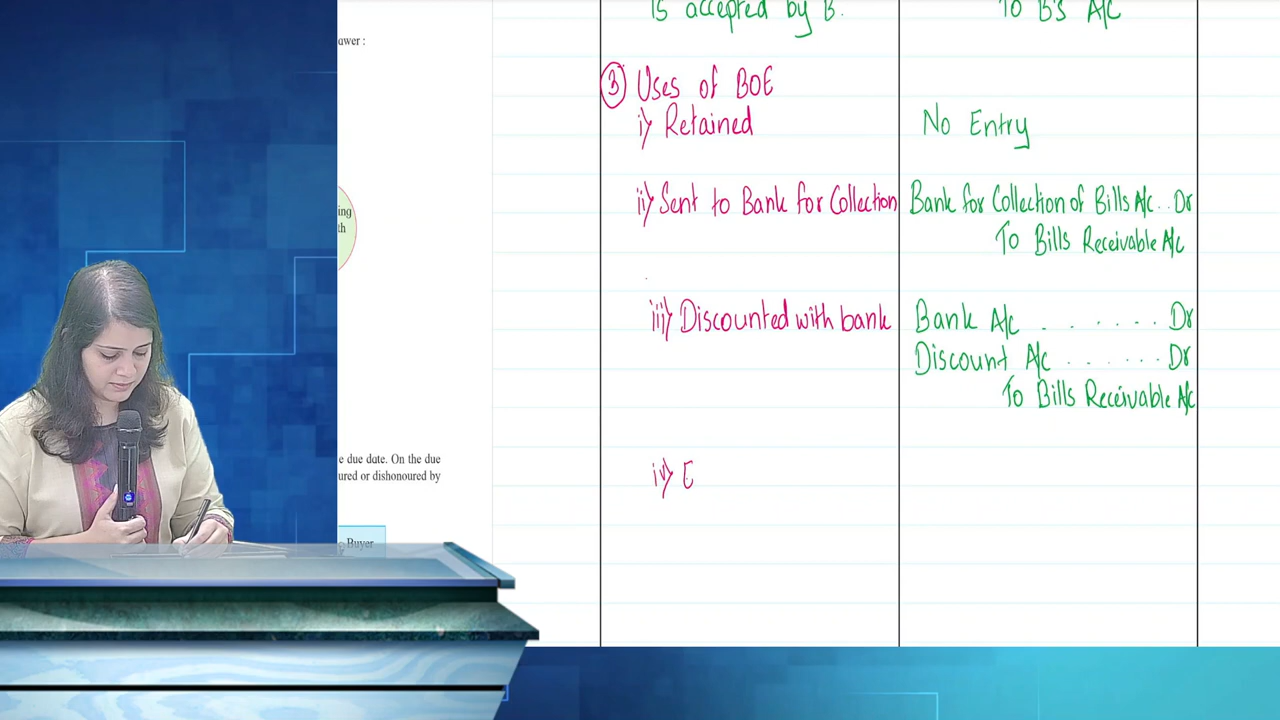 awer :
is accepted by B.
To B's A/c
3 Uses of BOE
i) Retained
No Entry
ing
th
ii) Sent to Bank for Collection
Bank for Collection of Bills A/c .. Dr
To Bills Receivable A/c
iii) Discounted with bank
Bank A/c ....... Dr
Discount A/c ...... Dr
To Bills Receivable A/c
e due date. On the due
ured or dishonoured by
iv) E
Buyer